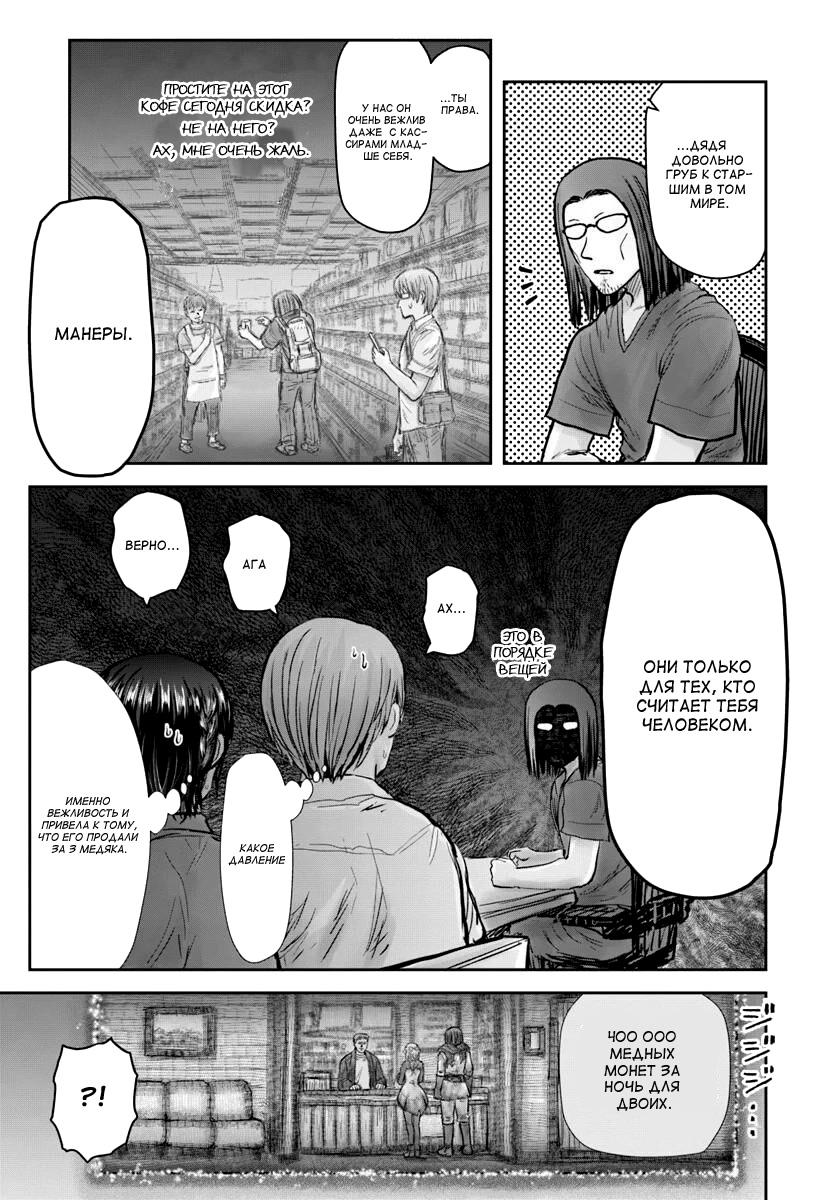 ...ДЯДЯ
ДОВОЛЬНО
ГРУБ К СТАР-
ШИМ В ТОМ
МИРЕ.
...ТЫ
ПРАВА.
У НАС ОН
ОЧЕНЬ ВЕЖЛИВ
ДАЖЕ С КАС-
СИРАМИ МЛАД-
ШЕ СЕБЯ.
ПРОСТИТЕ НА ЭТОТ
КОФЕ СЕГОДНЯ СКИДКА?
НЕ НА НЕГО?
АХ, МНЕ ОЧЕНЬ ЖАЛЬ.
МАНЕРЫ.
ОНИ ТОЛЬКО
ДЛЯ ТЕХ, КТО
СЧИТАЕТ ТЕБЯ
ЧЕЛОВЕКОМ.
ЭТО В
ПОРЯДКЕ
ВЕЩЕЙ
АХ...
АГА
ВЕРНО...
КАКОЕ
ДАВЛЕНИЕ
ИМЕННО
ВЕЖЛИВОСТЬ И
ПРИВЕЛА К ТОМУ,
ЧТО ЕГО ПРОДАЛИ
ЗА 3 МЕДЯКА.
ЧОО ООО
МЕДНЫХ
МОНЕТ ЗА
НОЧЬ ДЛЯ
ДВОИХ.
?!